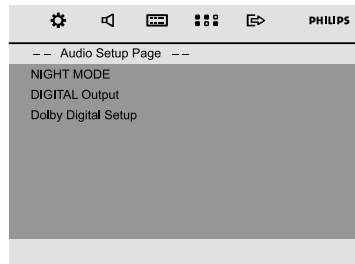 PHILIPS
-- Audio Setup Page --
NIGHT MODE
DIGITAL Output
Dolby Digital Setup